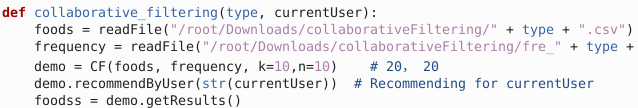 def collaborative_filtering(type, currentUser):
    foods = readFile("/root/Downloads/collaborativeFiltering/" + type + ".csv")
    frequency = readFile("/root/Downloads/collaborativeFiltering/fre_" + type +
    demo = CF(foods, frequency, k=10,n=10)    # 20, 20
    demo.recommendByUser(str(currentUser))  # Recommending for currentUser
    foodss = demo.getResults()